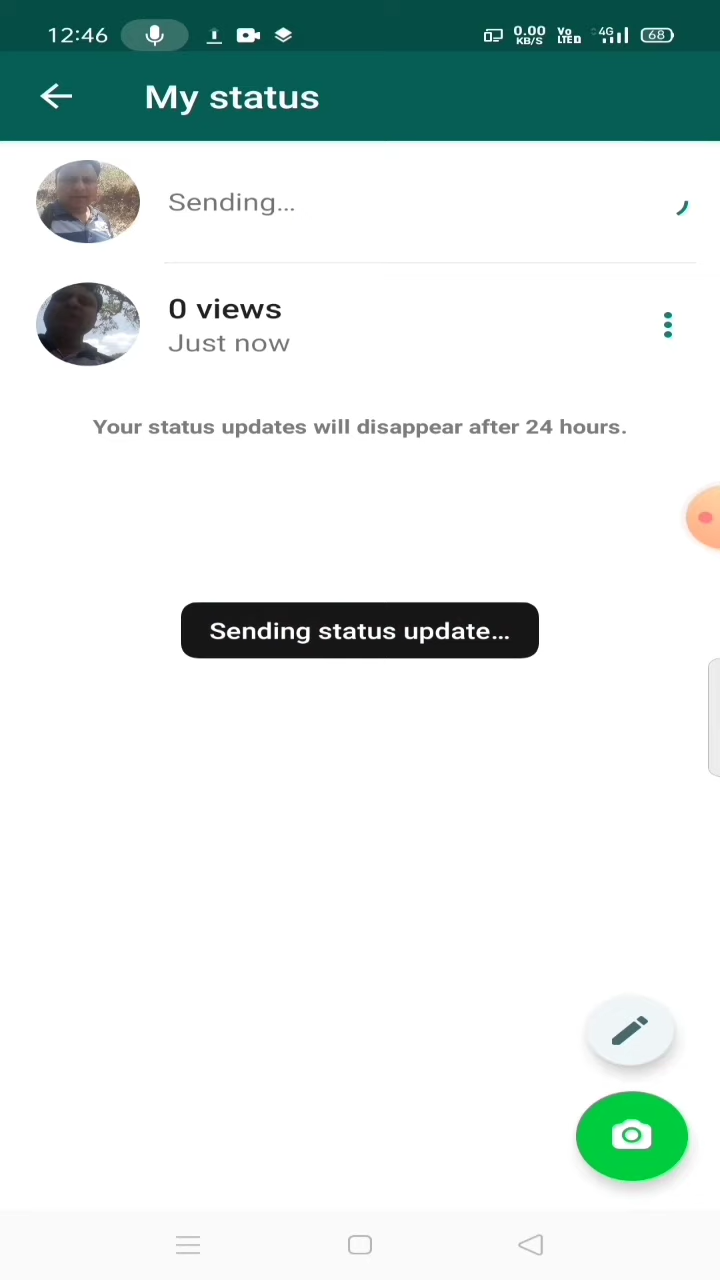 12:46 0.00 KB/S Vo LTE 4G 68
My status
Sending...
0 views
Just now
Your status updates will disappear after 24 hours.
Sending status update...